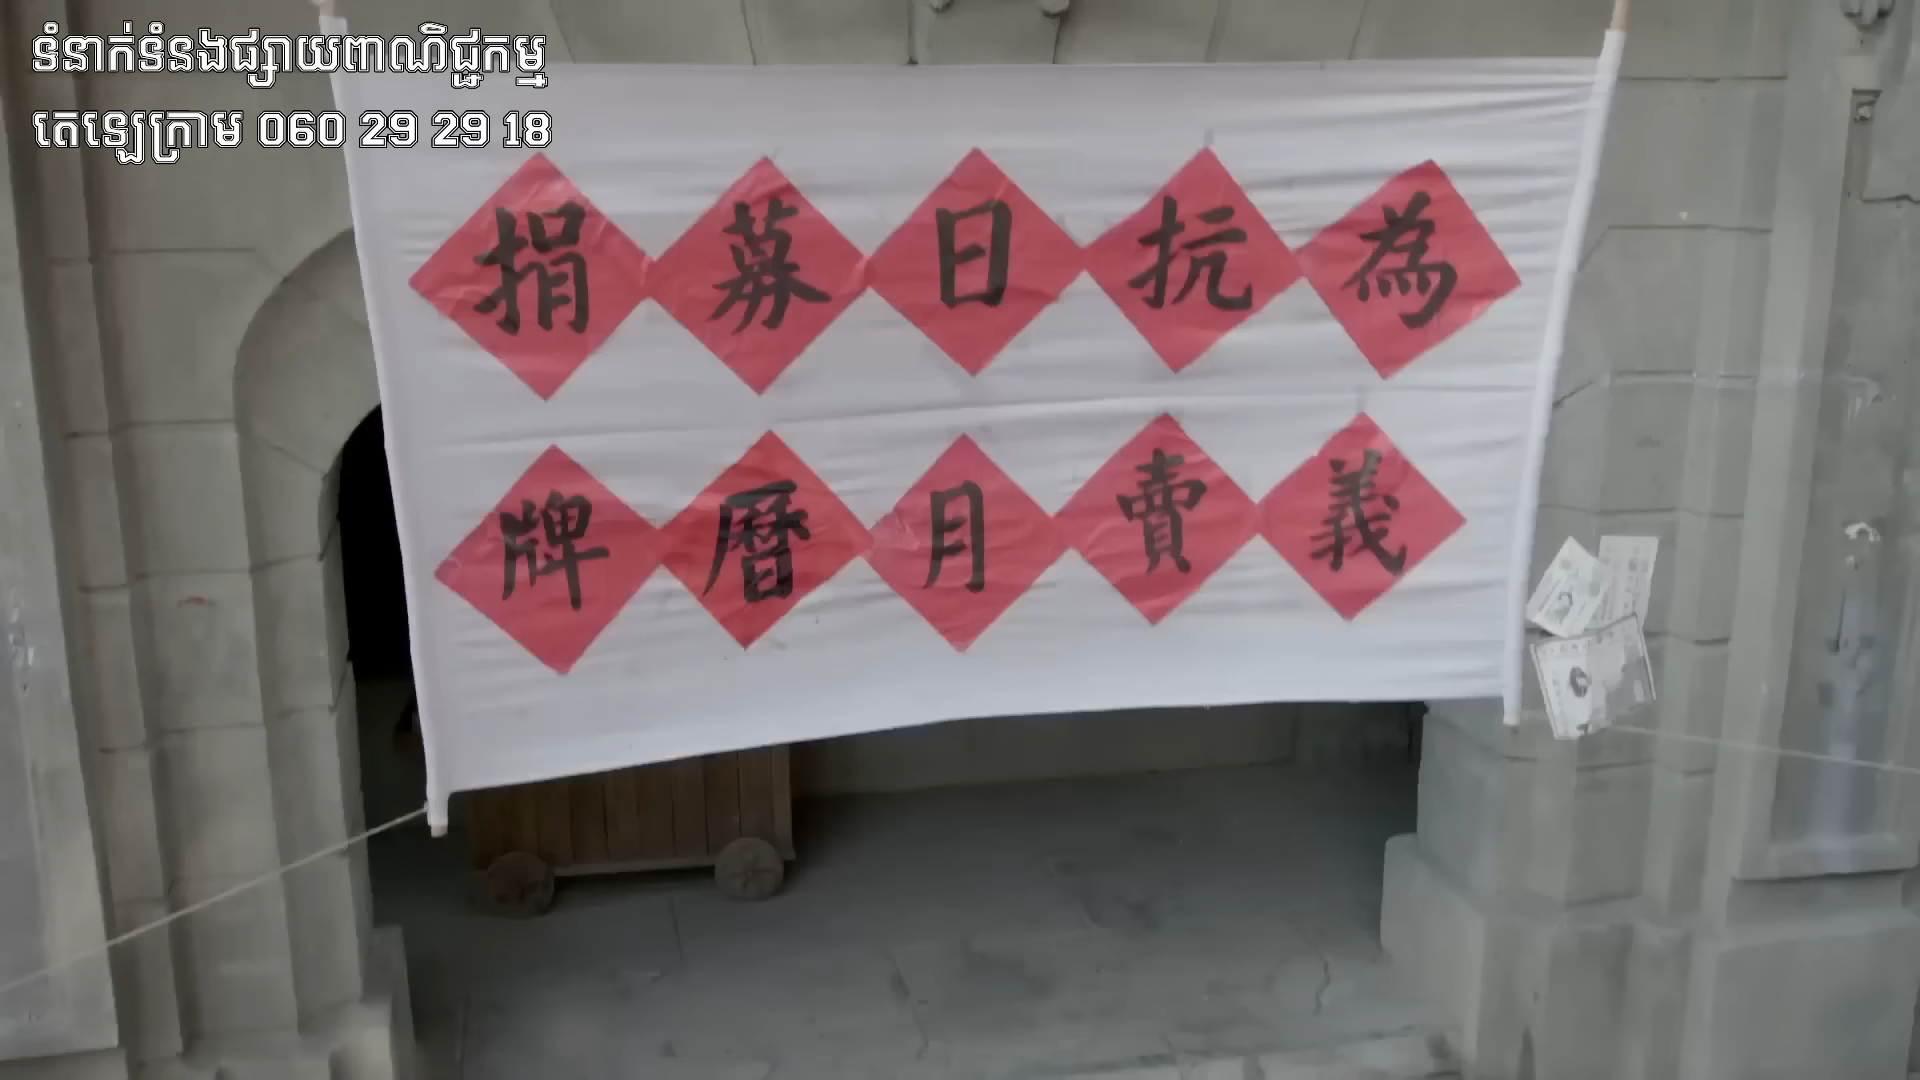 ទំនាក់ទំនងផ្សាយពាណិជ្ជកម្ម
តេឡេក្រាម 060 29 29 18
為抗日募捐
義賣月曆牌